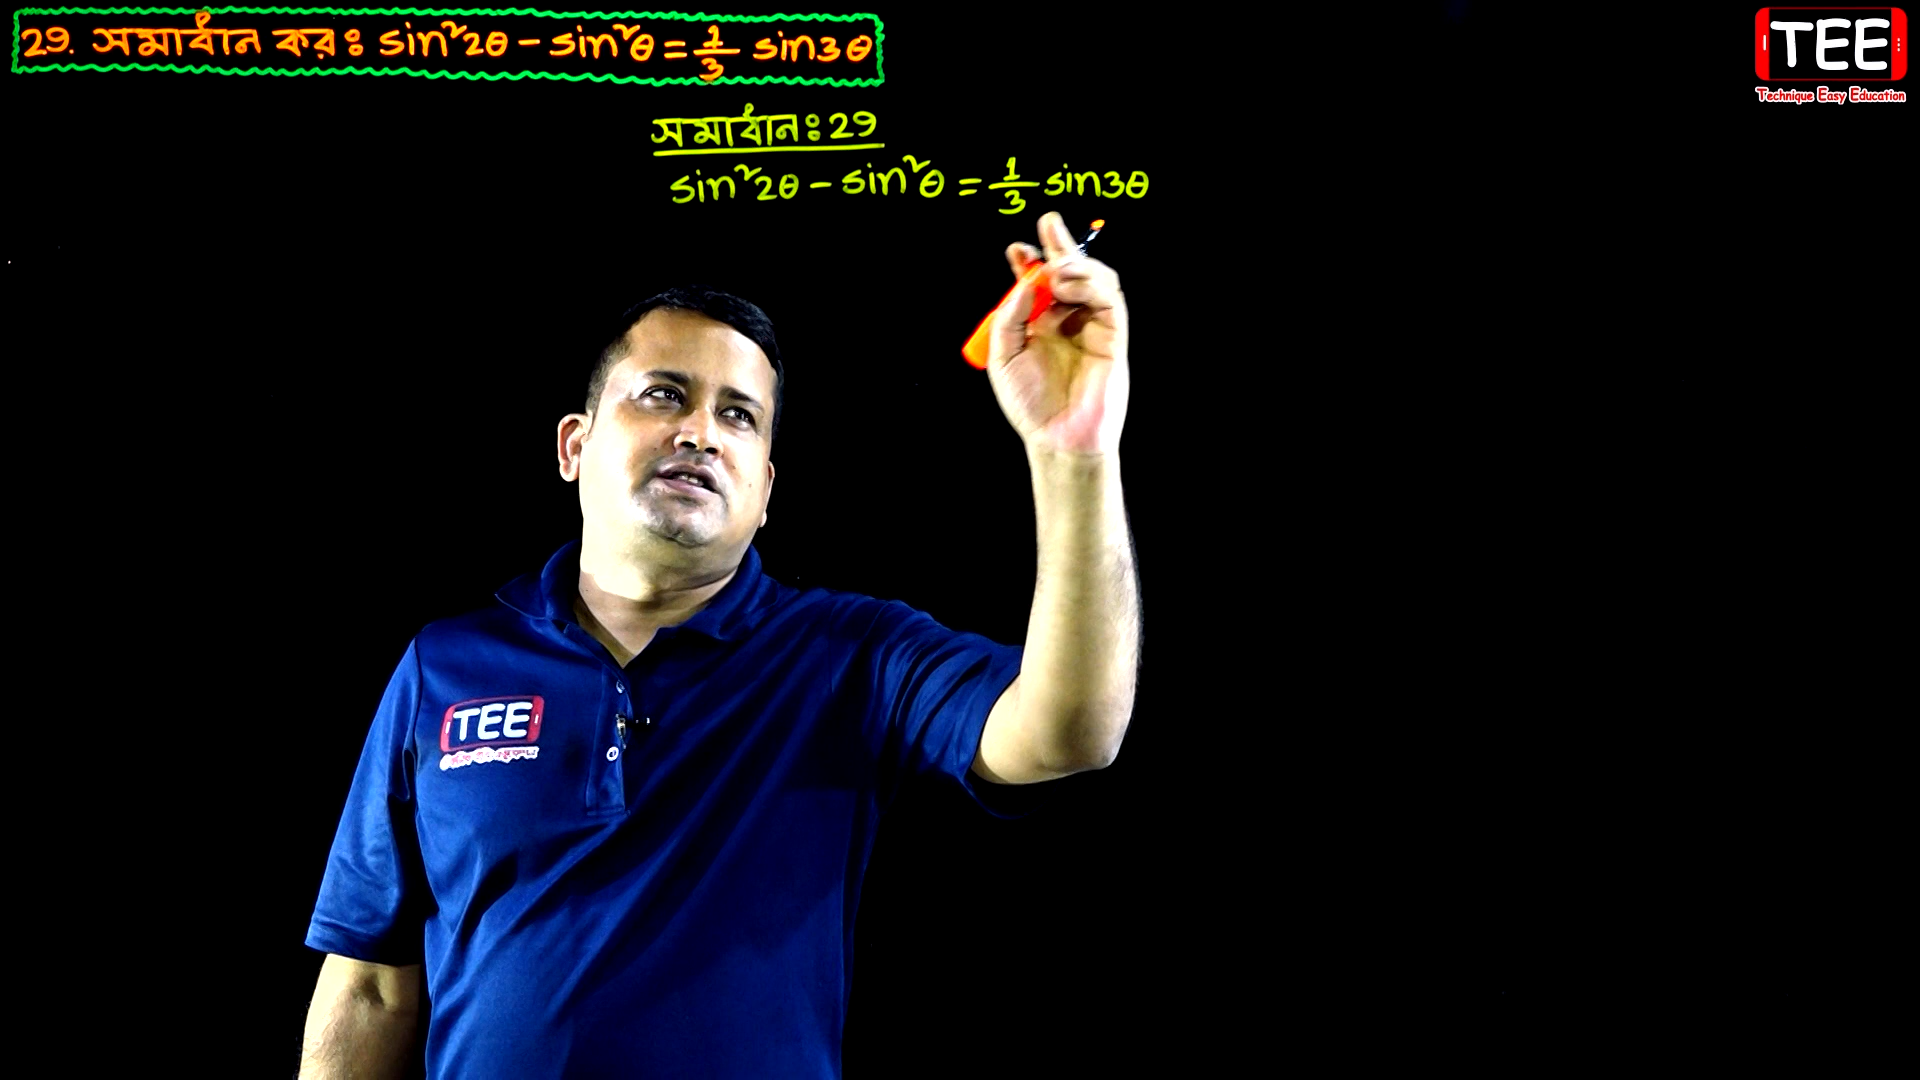 29. সমাধান করঃ sin²2θ - sin²θ = 1/3 sin3θ
TEE
Technique Easy Education
সমাধানঃ 29
sin²2θ - sin²θ = 1/3 sin3θ
TEE